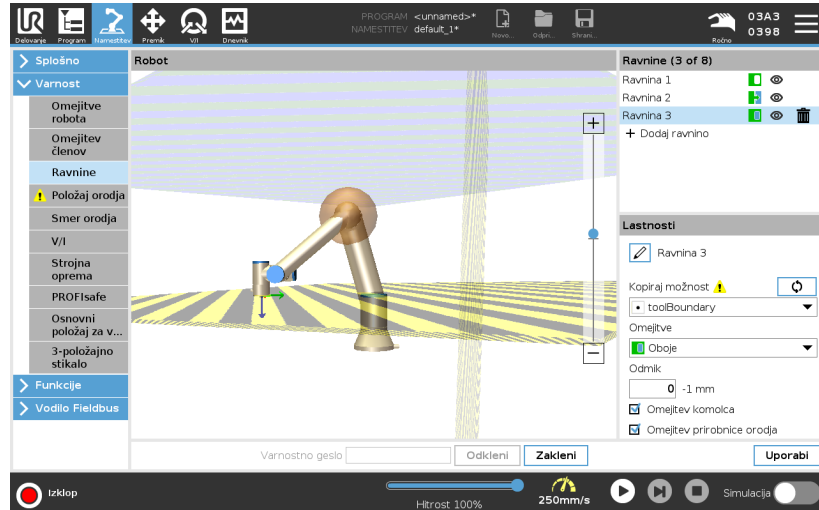 PROGRAM <unnamed>*
NAMESTITEV default_1*
Delovanje Program Namestitev Premik V/I Dnevnik
Novo... Odpri... Shrani...
Ročno
03A3
0398
Splošno
Varnost
Omejitve
robota
Omejitev
členov
Ravnine
Položaj orodja
Smer orodja
V/I
Strojna
oprema
PROFIsafe
Osnovni
položaj za v...
3-položajno
stikalo
Funkcije
Vodilo Fieldbus
Robot
Ravnine (3 of 8)
Ravnina 1
Ravnina 2
Ravnina 3
+ Dodaj ravnino
Lastnosti
Ravnina 3
Kopiraj možnost
toolBoundary
Omejitve
Oboje
Odmik
0 -1 mm
Omejitev komolca
Omejitev prirobnice orodja
Varnostno geslo
Odkleni
Zakleni
Uporabi
Izklop
Hitrost 100%
250mm/s
Simulacija